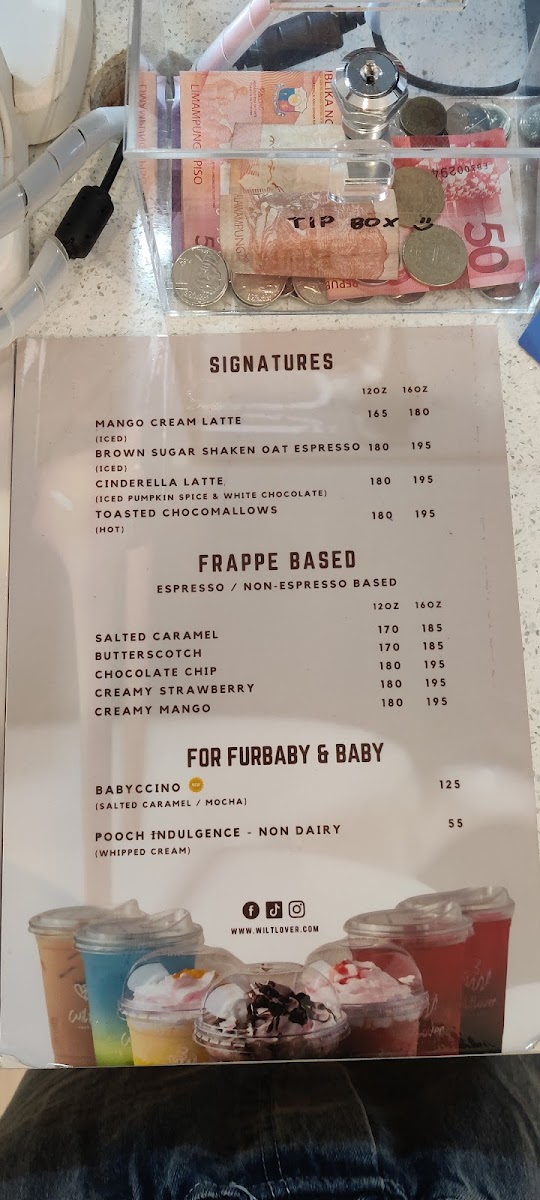 LIMAMPUNG PISO
BLIKA NG
TIP BOX
50
SIGNATURES
12OZ 16OZ
MANGO CREAM LATTE 165 180
(ICED)
BROWN SUGAR SHAKEN OAT ESPRESSO 180 195
(ICED)
CINDERELLA LATTE 180 195
(ICED PUMPKIN SPICE & WHITE CHOCOLATE)
TOASTED CHOCOMALLOWS 180 195
(HOT)
FRAPPE BASED
ESPRESSO / NON-ESPRESSO BASED
12OZ 16OZ
SALTED CARAMEL 170 185
BUTTERSCOTCH 170 185
CHOCOLATE CHIP 180 195
CREAMY STRAWBERRY 180 195
CREAMY MANGO 180 195
FOR FURBABY & BABY
BABYCCINO 125
(SALTED CARAMEL / MOCHA)
POOCH INDULGENCE - NON DAIRY 55
(WHIPPED CREAM)
WWW.WILTLOVER.COM